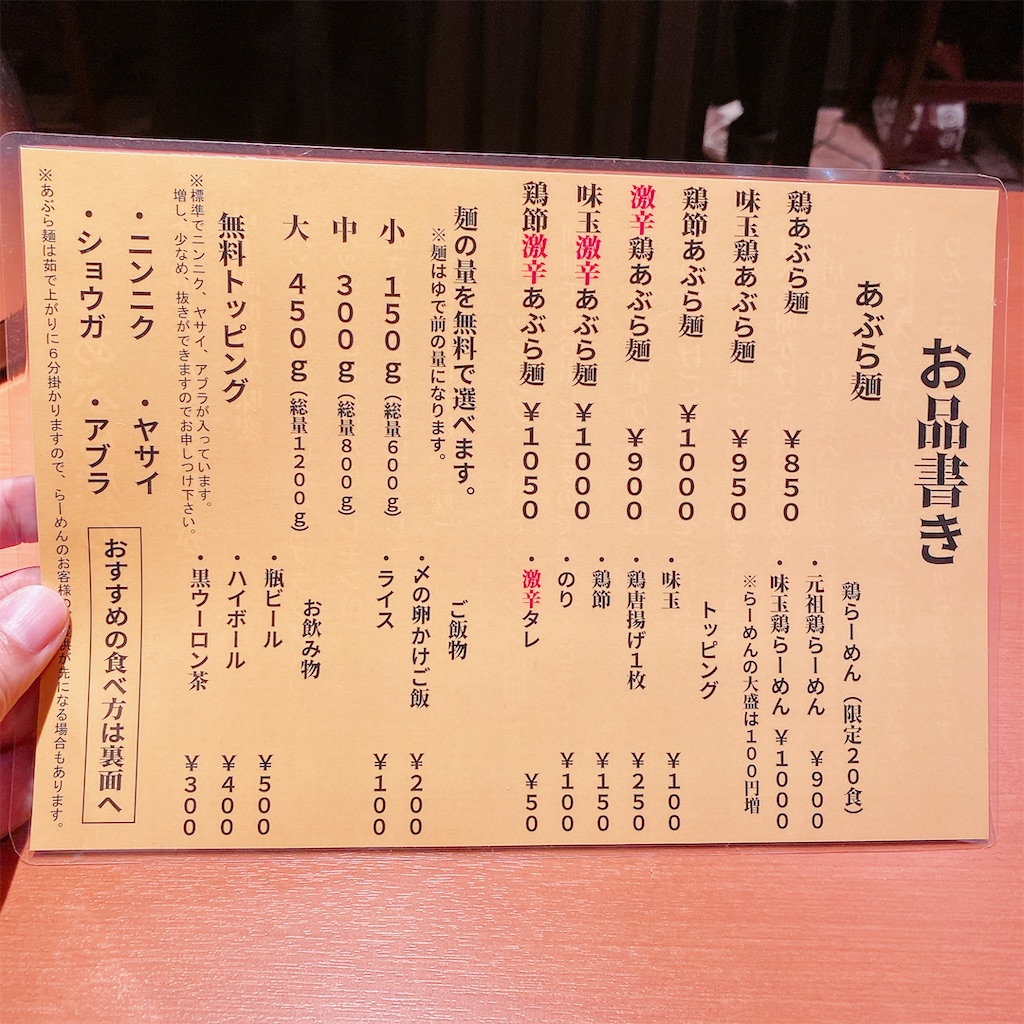 お品書き
あぶら麺
鶏あぶら麺 ￥850
味玉鶏あぶら麺 ￥950
鶏節あぶら麺 ￥1000
激辛鶏あぶら麺 ￥900
味玉激辛あぶら麺 ￥1000
鶏節激辛あぶら麺 ￥1050
麺の量を無料で選べます。
※麺はゆで前の量になります。
小 150g（総量600g）
中 300g（総量800g）
大 450g（総量1200g）
無料トッピング
※標準でニンニク、ヤサイ、アブラが入っています。
増し、少なめ、抜きができますのでお申しつけ下さい。
・ニンニク ・ヤサイ
・ショウガ ・アブラ
鶏らーめん（限定20食）
・元祖鶏らーめん ￥900
・味玉鶏らーめん ￥1000
※らーめんの大盛は100円増
トッピング
・味玉 ￥100
・鶏唐揚げ1枚 ￥250
・鶏節 ￥150
・のり ￥100
・激辛タレ ￥50
ご飯物
・〆の卵かけご飯 ￥200
・ライス ￥100
お飲み物
・瓶ビール ￥500
・ハイボール ￥400
・黒ウーロン茶 ￥300
おすすめの食べ方は裏面へ
※あぶら麺は茹で上がりに6分掛かりますので、らーめんのお客様の が先になる場合もあります。